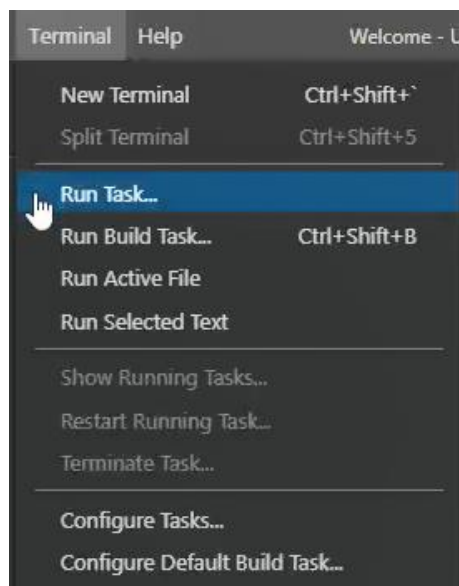 Terminal Help Welcome - U
New Terminal Ctrl+Shift+`
Split Terminal Ctrl+Shift+5
Run Task...
Run Build Task... Ctrl+Shift+B
Run Active File
Run Selected Text
Show Running Tasks...
Restart Running Task...
Terminate Task...
Configure Tasks...
Configure Default Build Task...